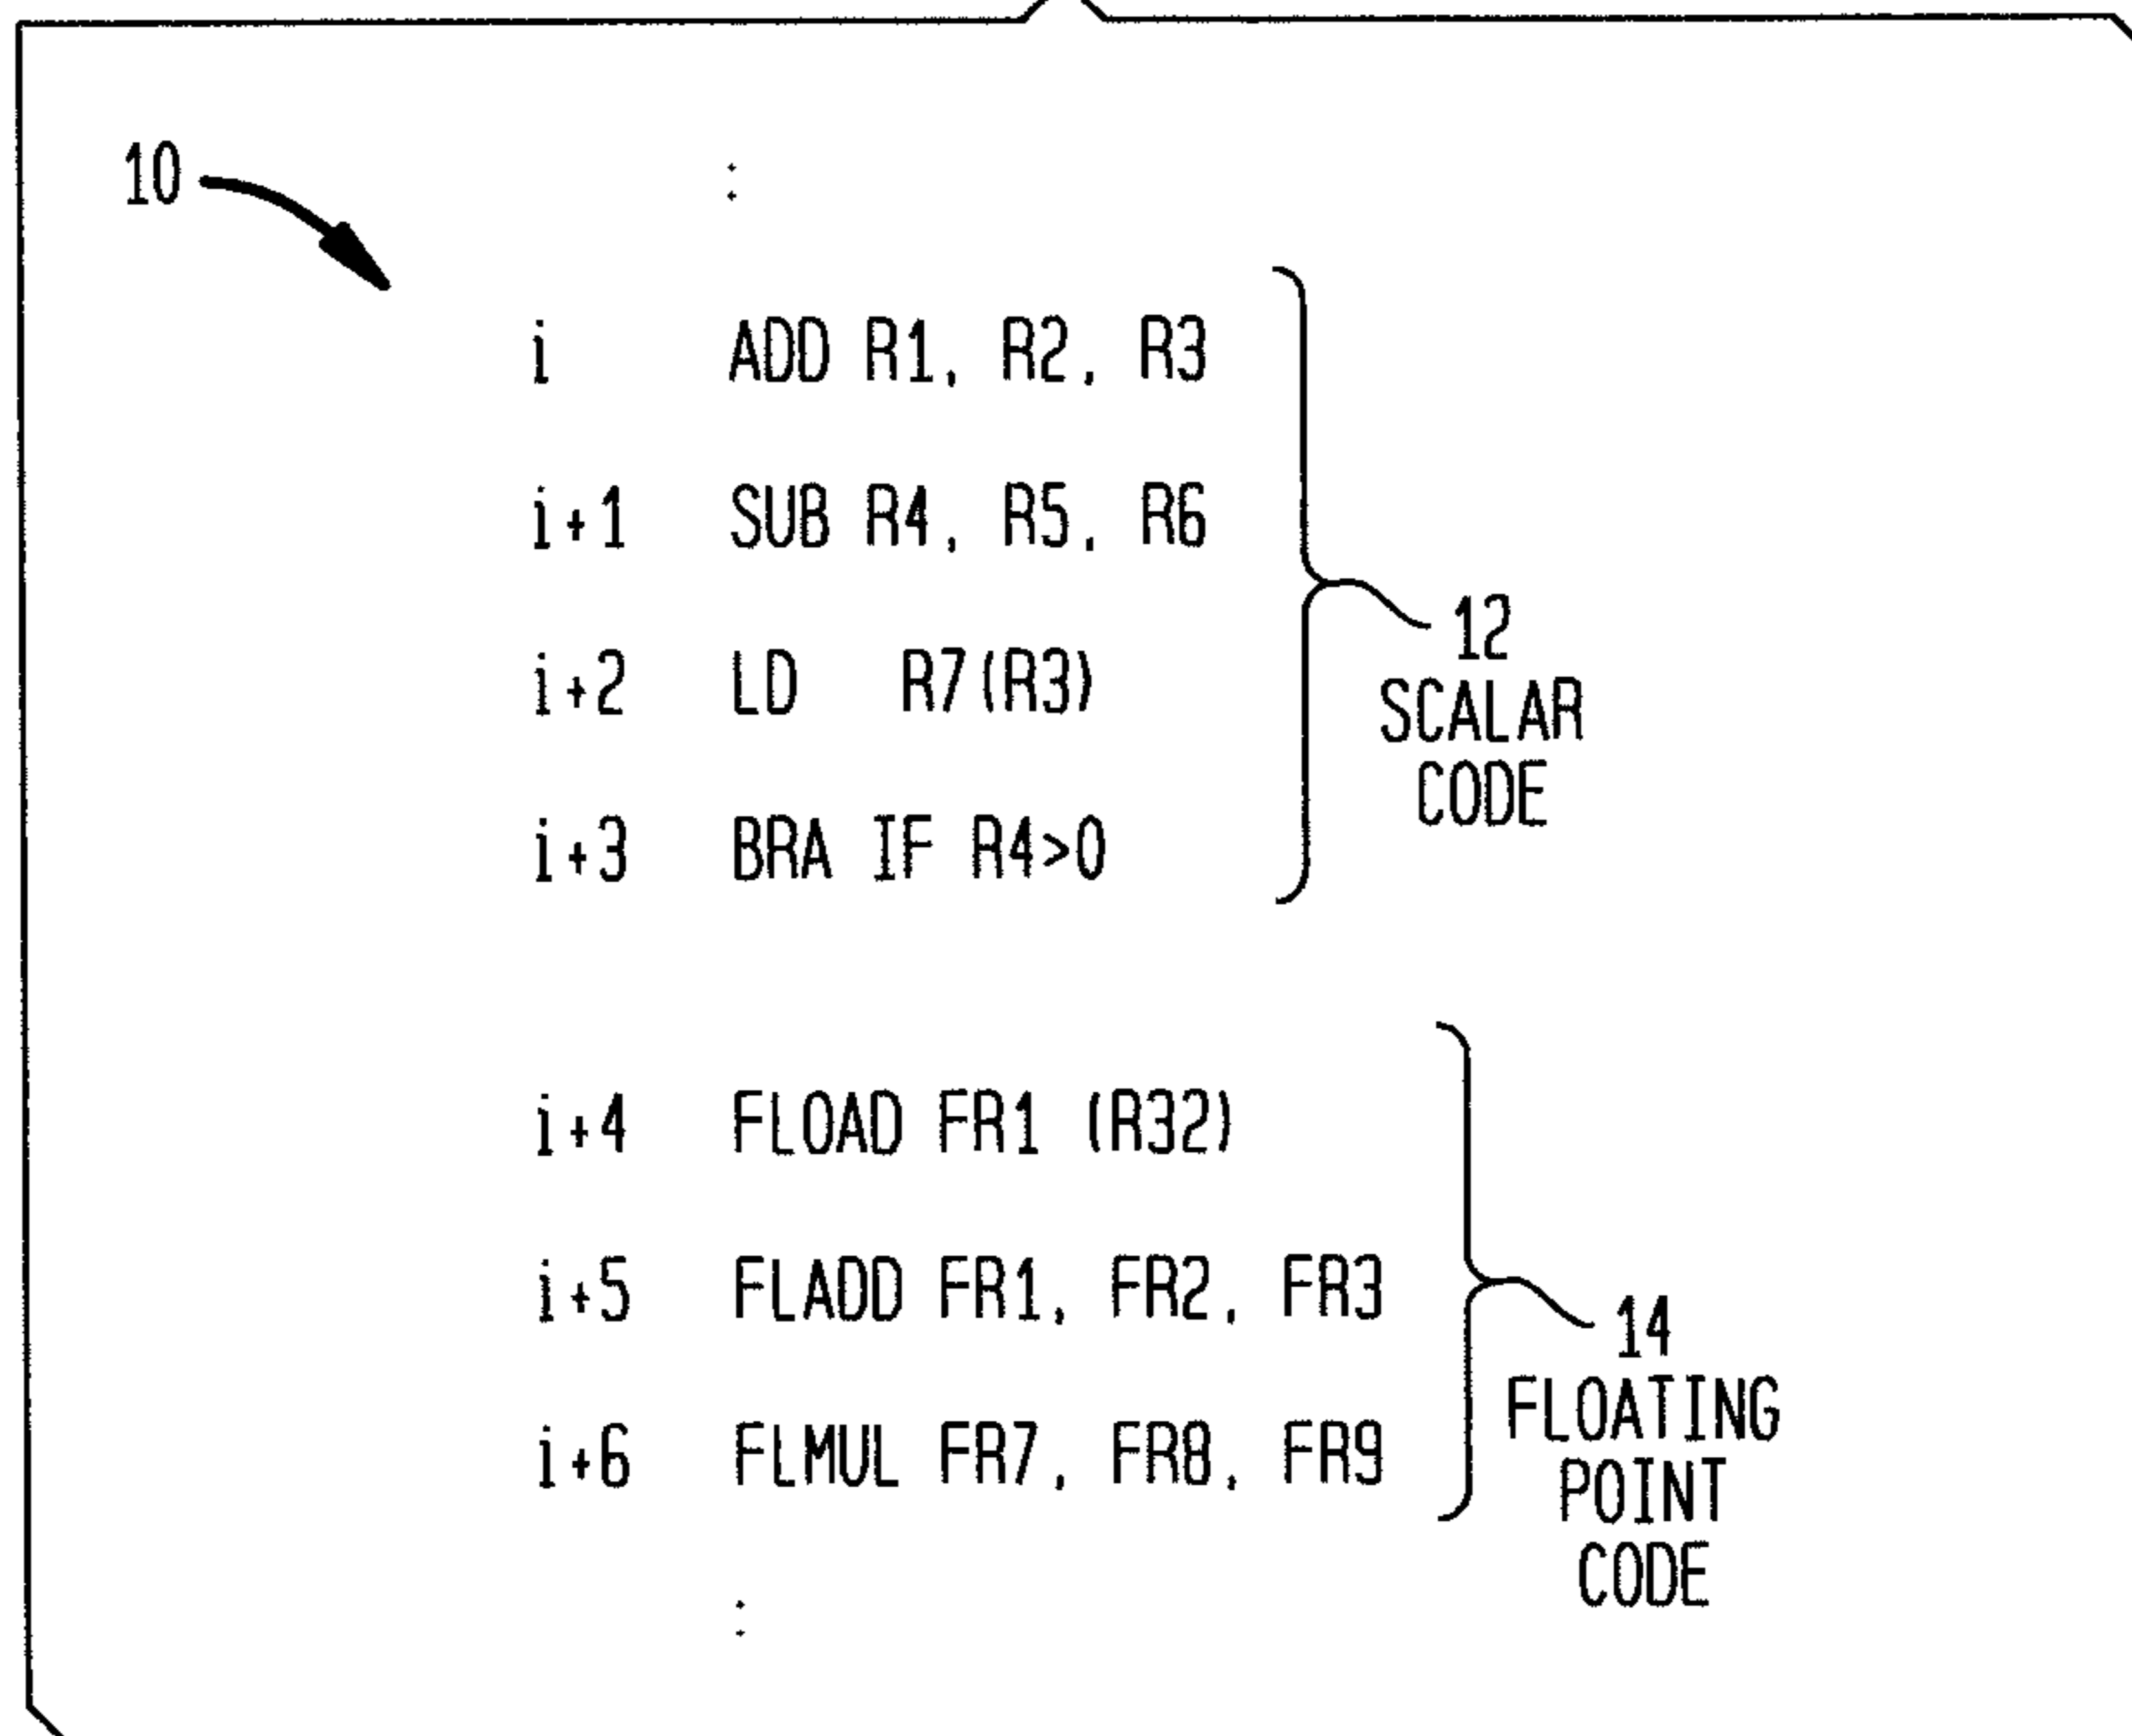 10
:
i ADD R1, R2, R3
i+1 SUB R4, R5, R6
i+2 LD R7(R3)
i+3 BRA IF R4>0
12
SCALAR
CODE
i+4 FLOAD FR1 (R32)
i+5 FLADD FR1, FR2, FR3
i+6 FLMUL FR7, FR8, FR9
14
FLOATING
POINT
CODE
: